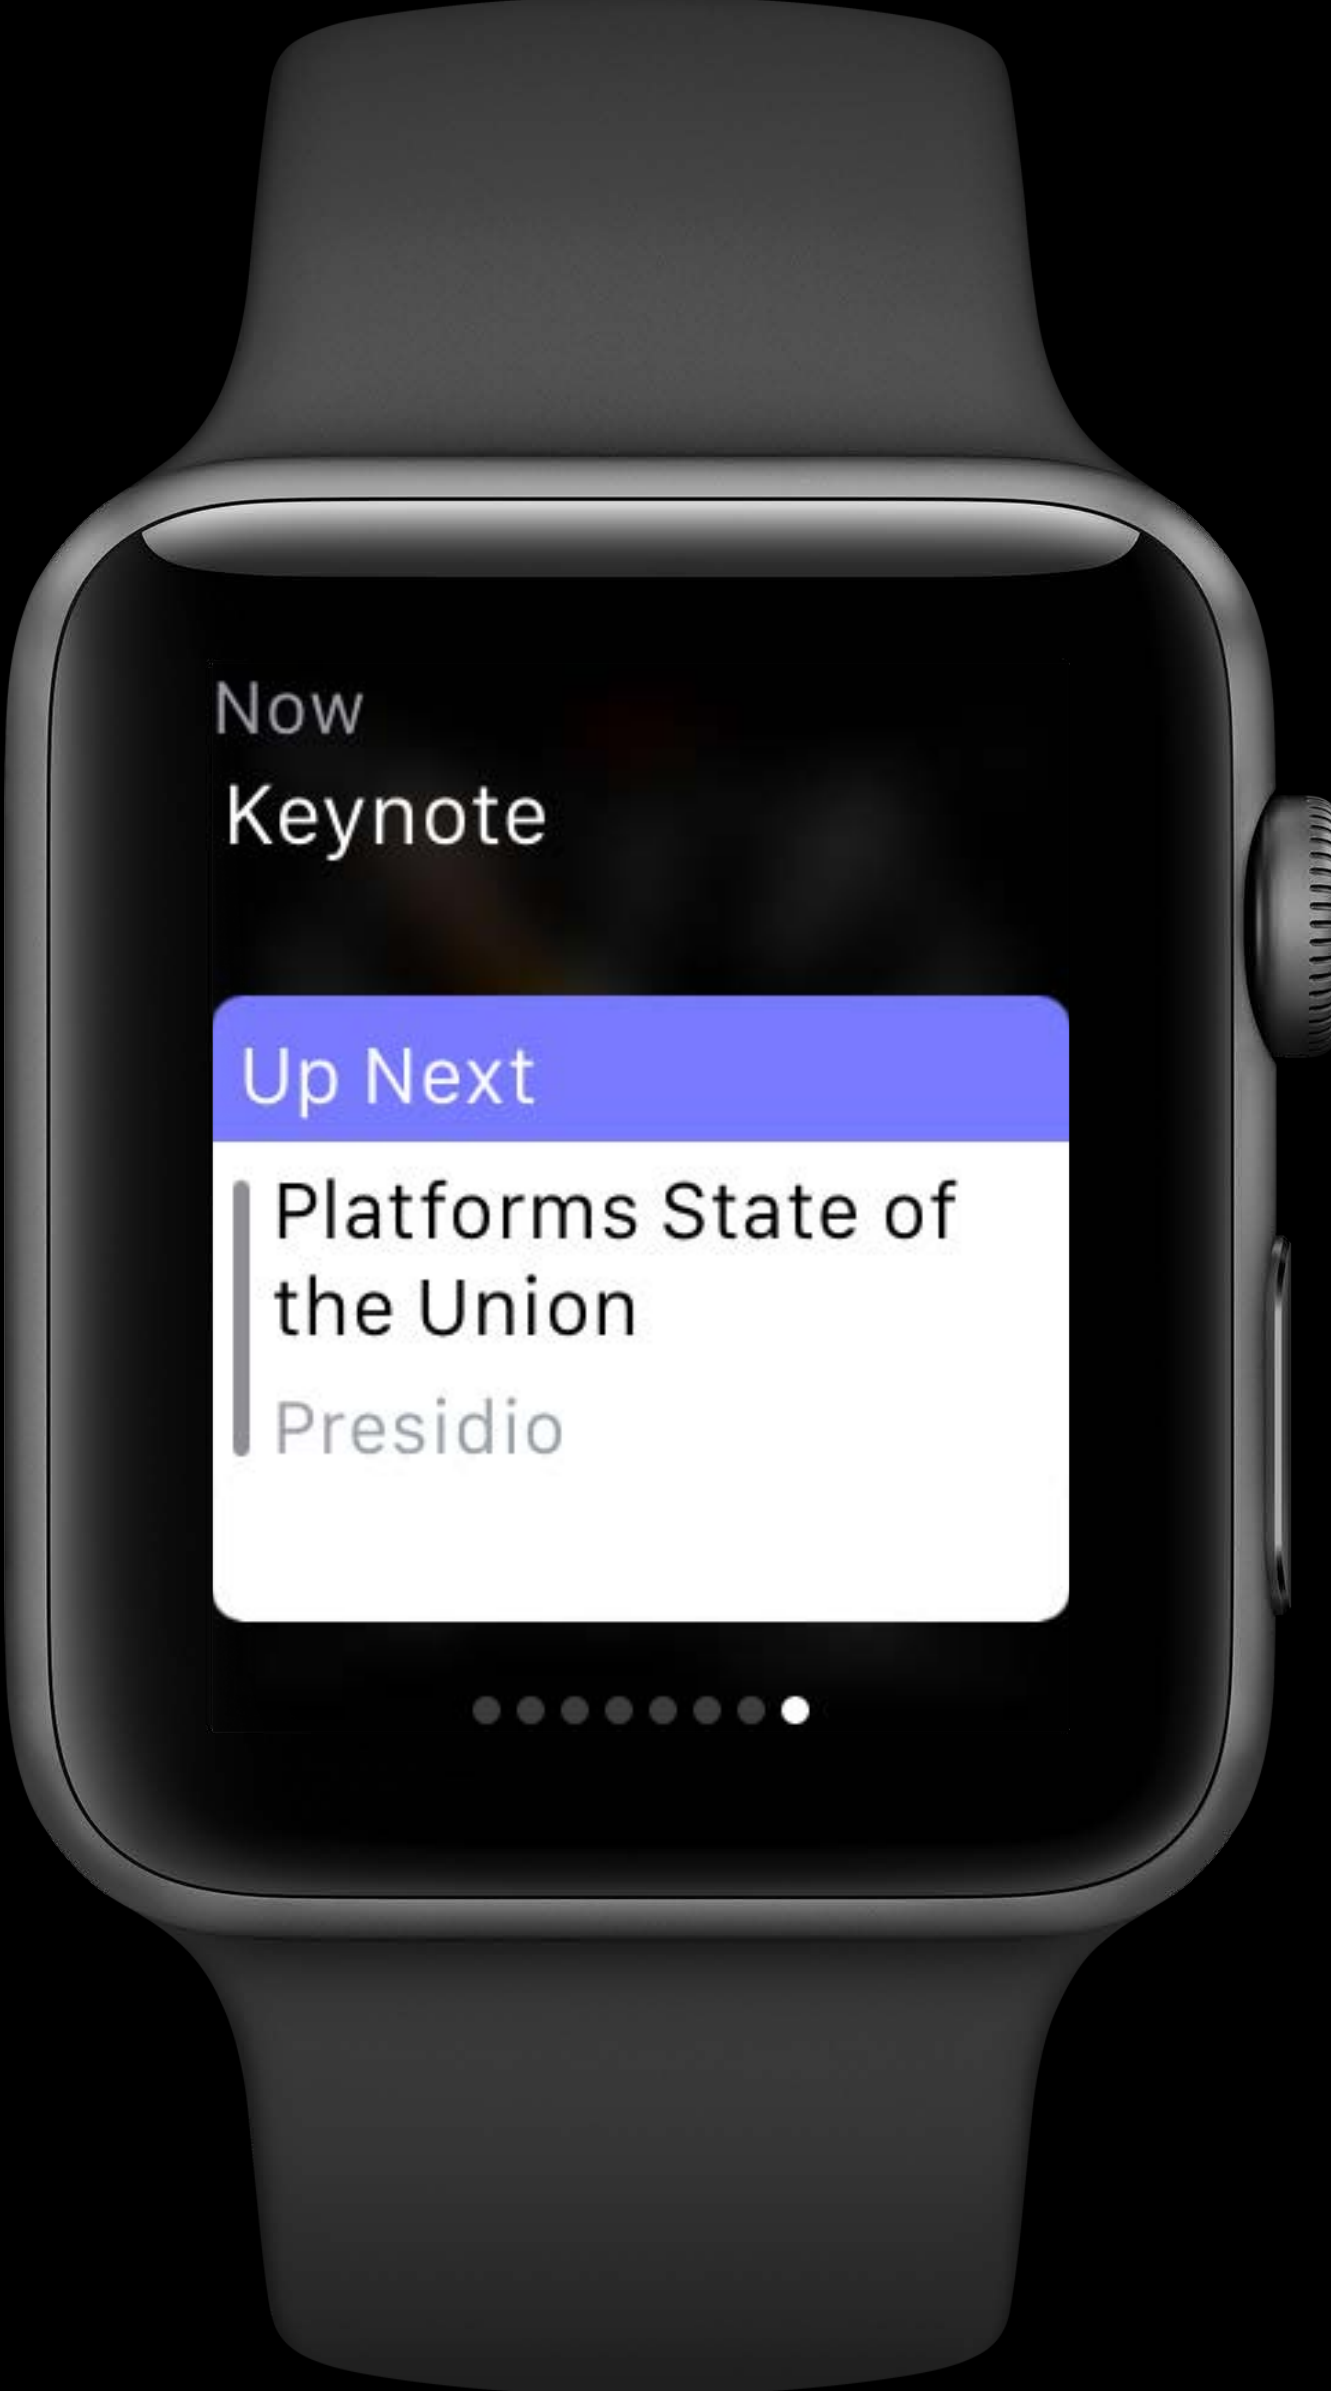 Now
Keynote
Up Next
Platforms State of
the Union
Presidio